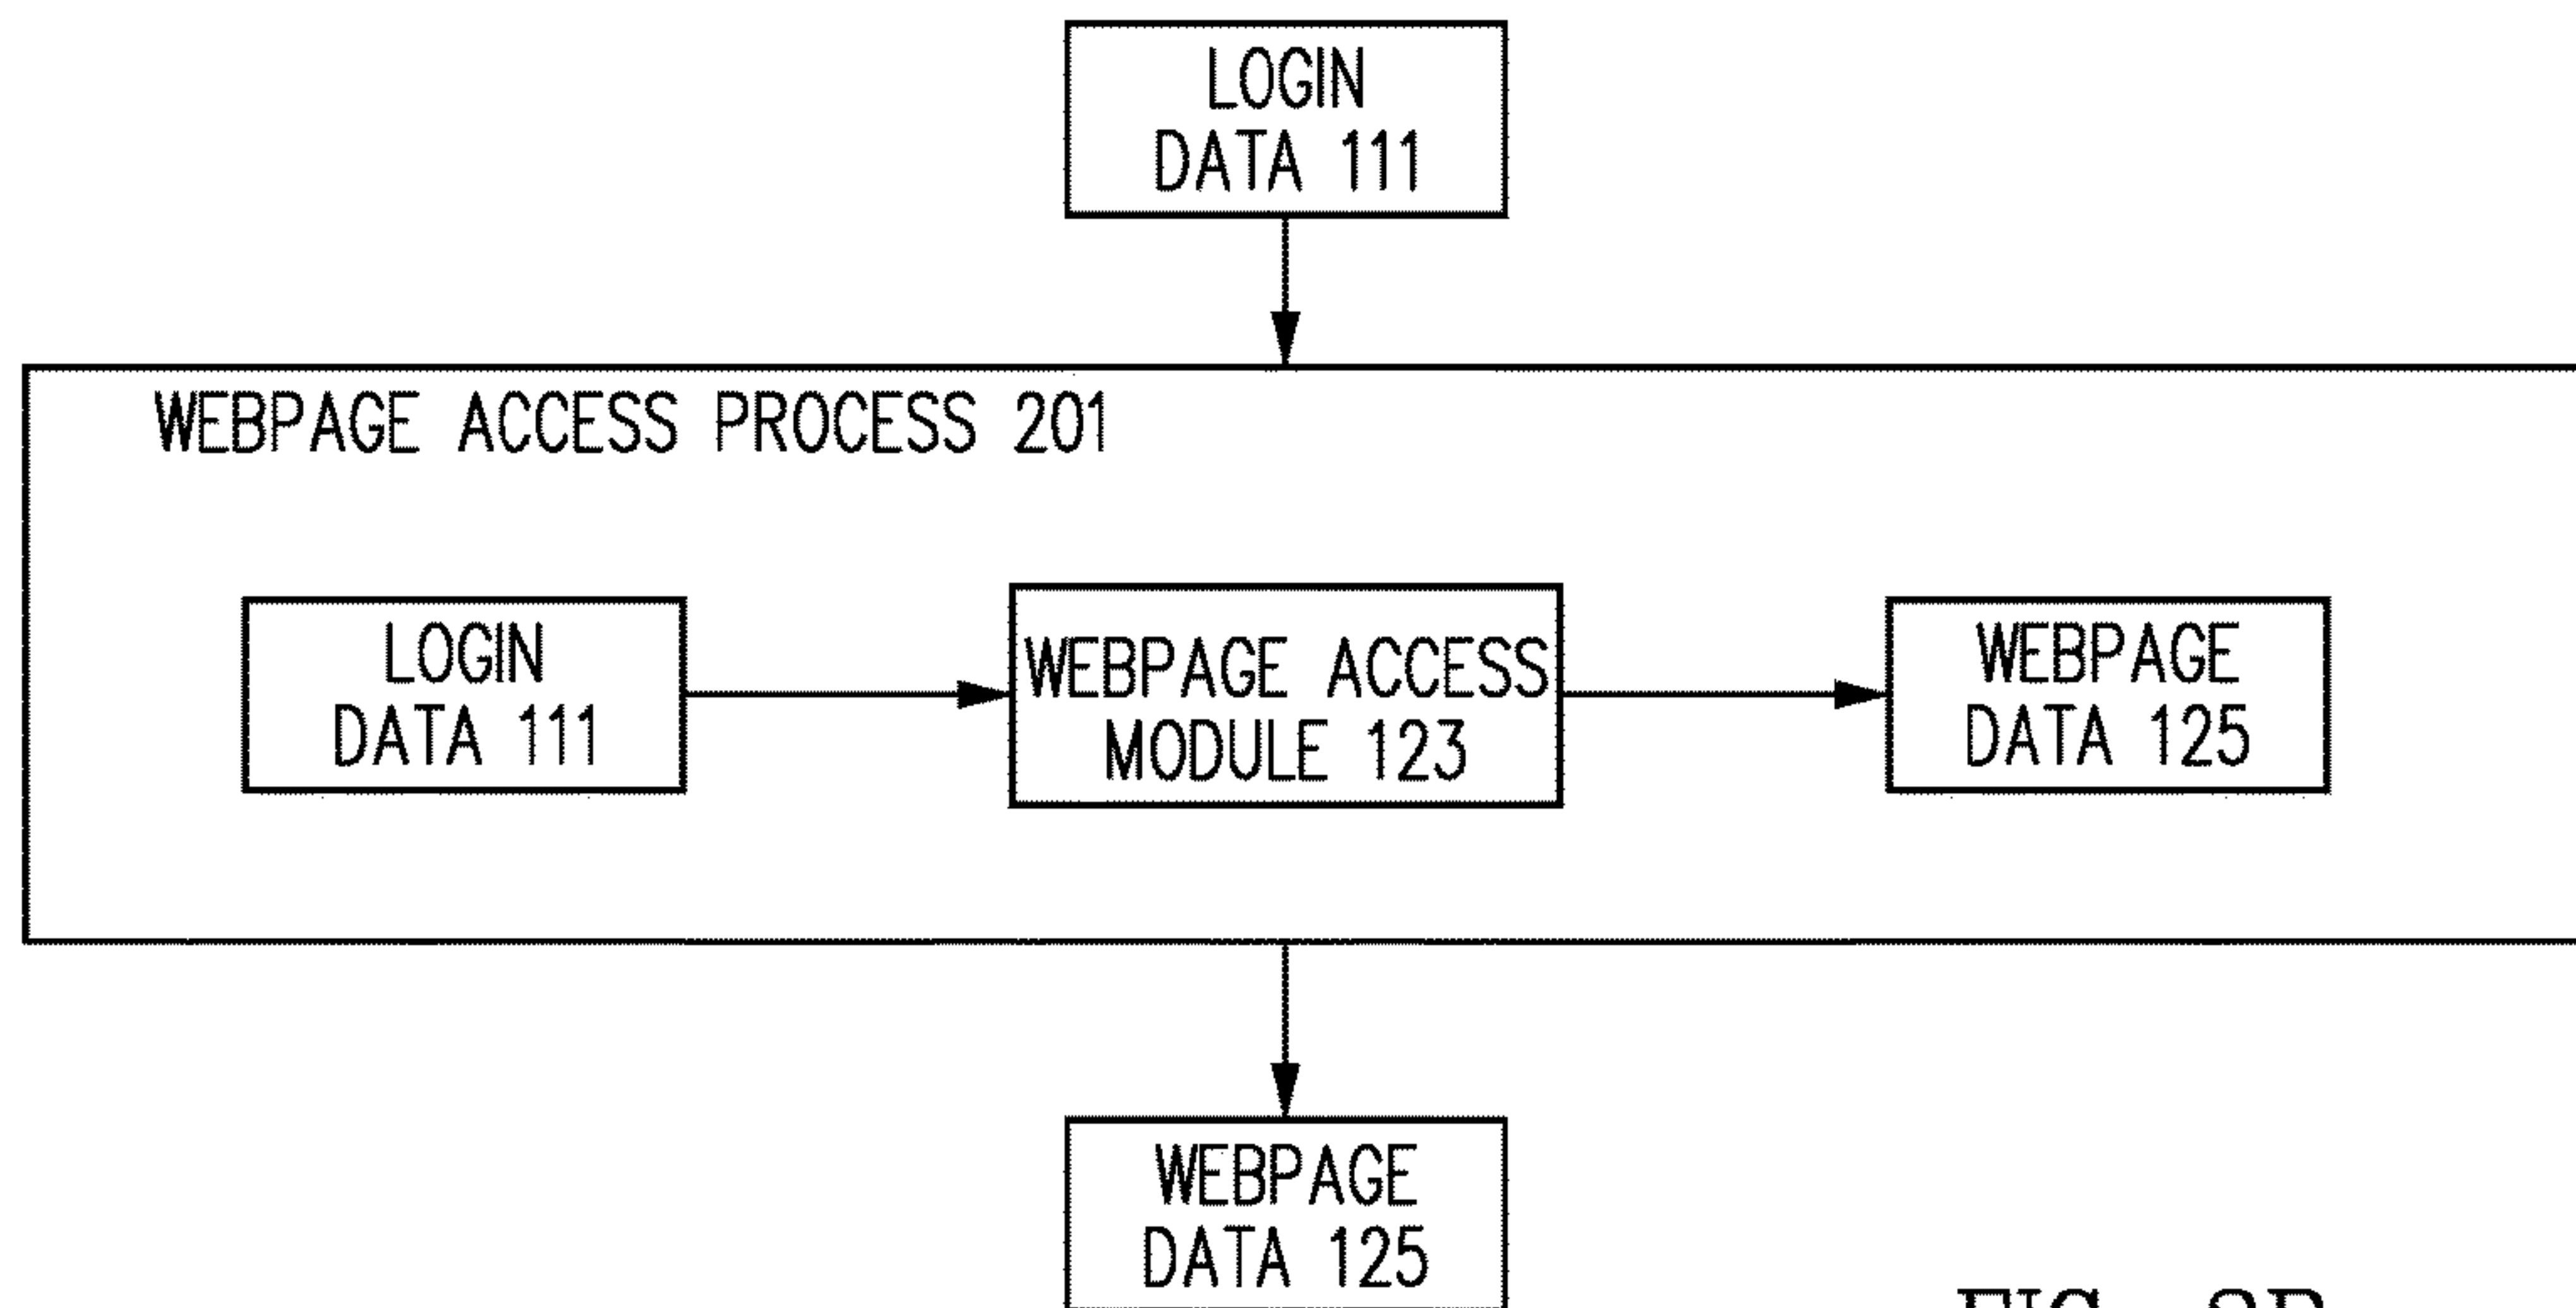 LOGIN
DATA 111
WEBPAGE ACCESS PROCESS 201
LOGIN
DATA 111
WEBPAGE ACCESS
MODULE 123
WEBPAGE
DATA 125
WEBPAGE
DATA 125